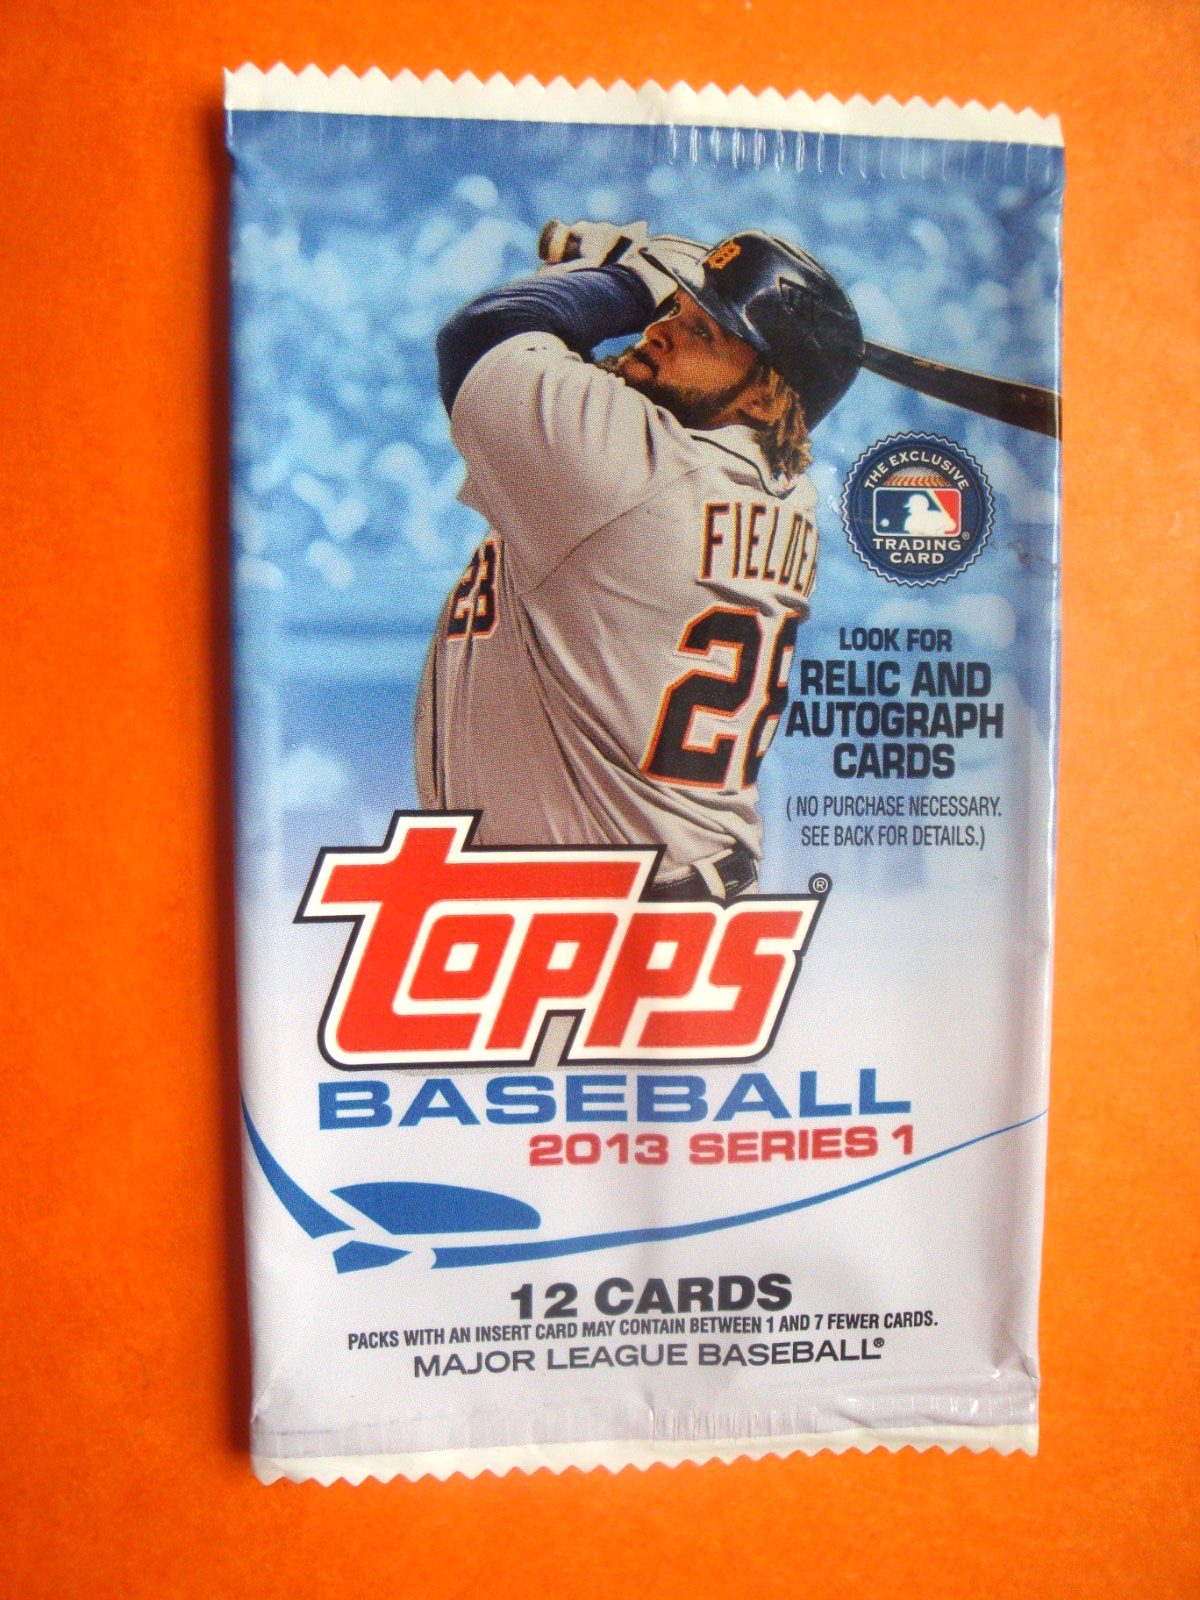 FIELDER
28
28
THE EXCLUSIVE
TRADING
CARD
LOOK FOR
RELIC AND
AUTOGRAPH
CARDS
( NO PURCHASE NECESSARY.
SEE BACK FOR DETAILS.)
TOPPS®
BASEBALL
2013 SERIES 1
12 CARDS
PACKS WITH AN INSERT CARD MAY CONTAIN BETWEEN 1 AND 7 FEWER CARDS.
MAJOR LEAGUE BASEBALL®